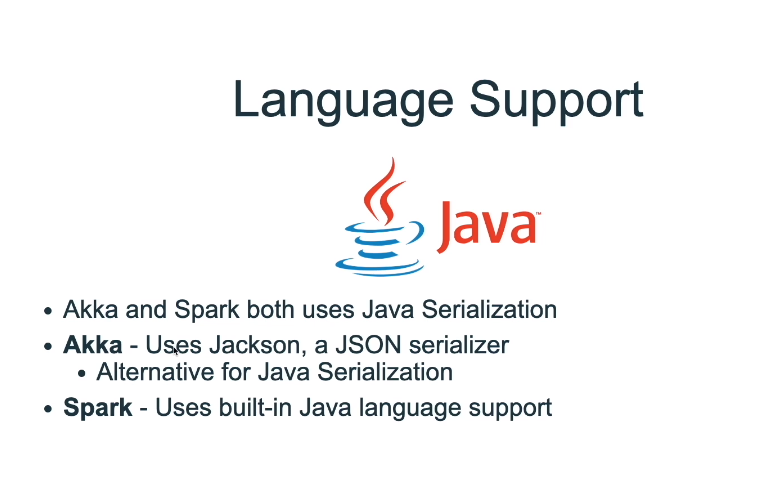 Language Support
Java™
• Akka and Spark both uses Java Serialization
• Akka - Uses Jackson, a JSON serializer
• Alternative for Java Serialization
• Spark - Uses built-in Java language support